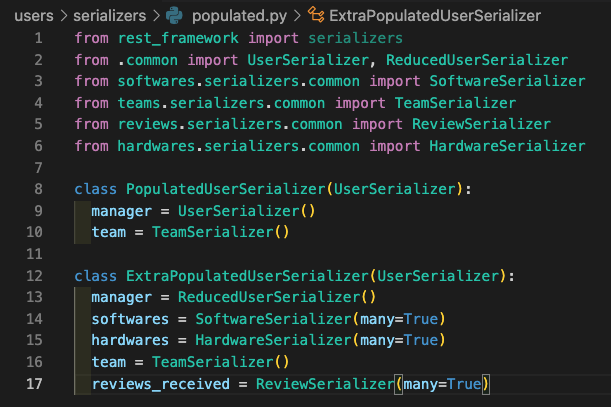 users > serializers > populated.py > ExtraPopulatedUserSerializer
1 from rest_framework import serializers
2 from .common import UserSerializer, ReducedUserSerializer
3 from softwares.serializers.common import SoftwareSerializer
4 from teams.serializers.common import TeamSerializer
5 from reviews.serializers.common import ReviewSerializer
6 from hardwares.serializers.common import HardwareSerializer
7
8 class PopulatedUserSerializer(UserSerializer):
9   manager = UserSerializer()
10   team = TeamSerializer()
11
12 class ExtraPopulatedUserSerializer(UserSerializer):
13   manager = ReducedUserSerializer()
14   softwares = SoftwareSerializer(many=True)
15   hardwares = HardwareSerializer(many=True)
16   team = TeamSerializer()
17   reviews_received = ReviewSerializer(many=True)